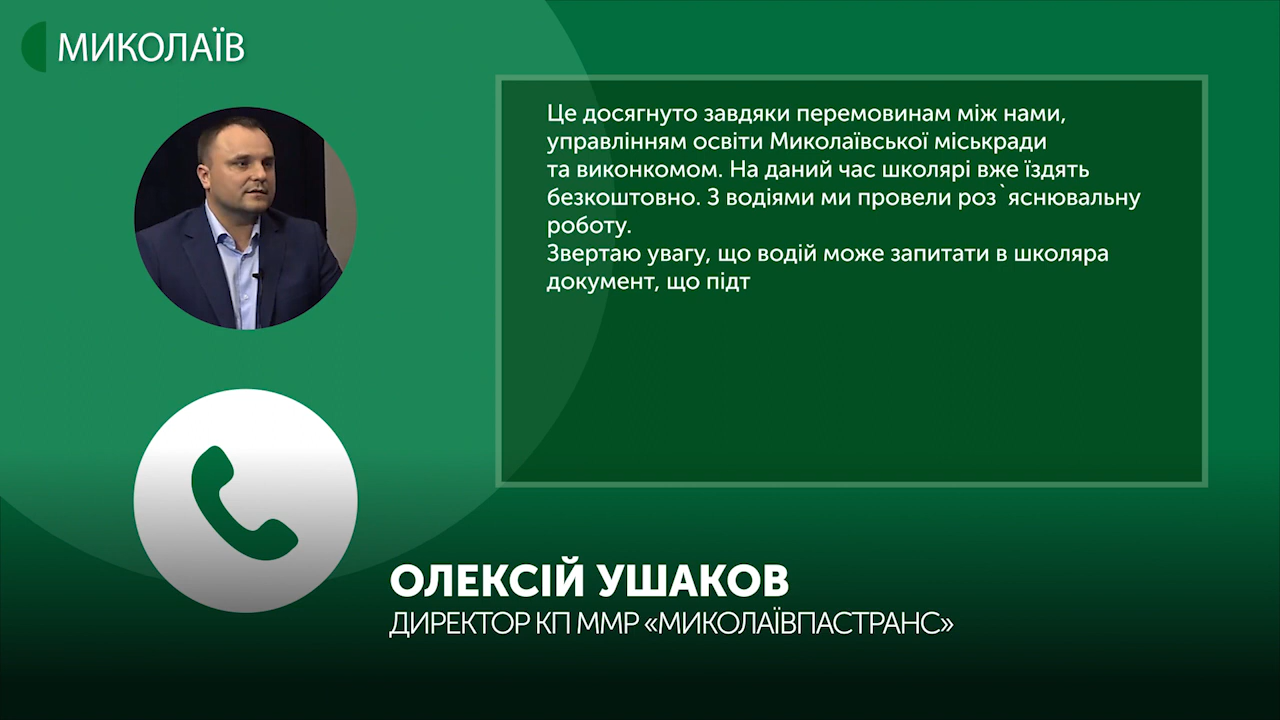 МИКОЛАЇВ
Це досягнуто завдяки перемовинам між нами,
управлінням освіти Миколаївської міськради
та виконкомом. На даний час школярі вже їздять
безкоштовно. З водіями ми провели роз`яснювальну
роботу.
Звертаю увагу, що водій може запитати в школяра
документ, що підт
ОЛЕКСІЙ УШАКОВ
ДИРЕКТОР КП ММР «МИКОЛАЇВПАСТРАНС»